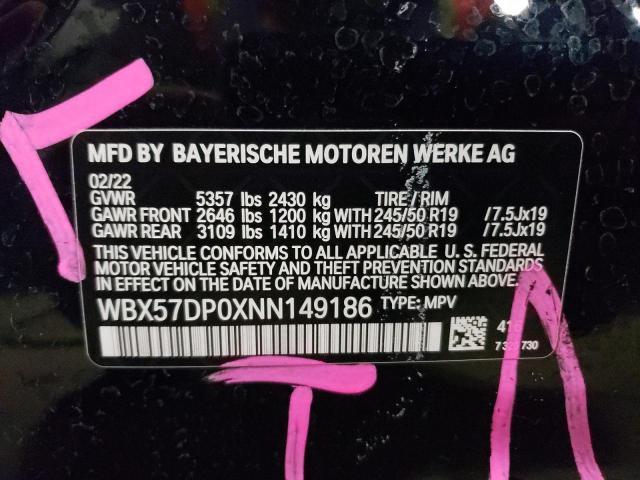 MFD BY BAYERISCHE MOTOREN WERKE AG
02/22
GVWR 5357 lbs 2430 kg TIRE / RIM
GAWR FRONT 2646 lbs 1200 kg WITH 245/50 R19 /7.5Jx19
GAWR REAR 3109 lbs 1410 kg WITH 245/50 R19 /7.5Jx19
THIS VEHICLE CONFORMS TO ALL APPLICABLE U. S. FEDERAL
MOTOR VEHICLE SAFETY AND THEFT PREVENTION STANDARDS
IN EFFECT ON THE DATE OF MANUFACTURE SHOWN ABOVE.
WBX57DP0XNN149186 TYPE: MPV